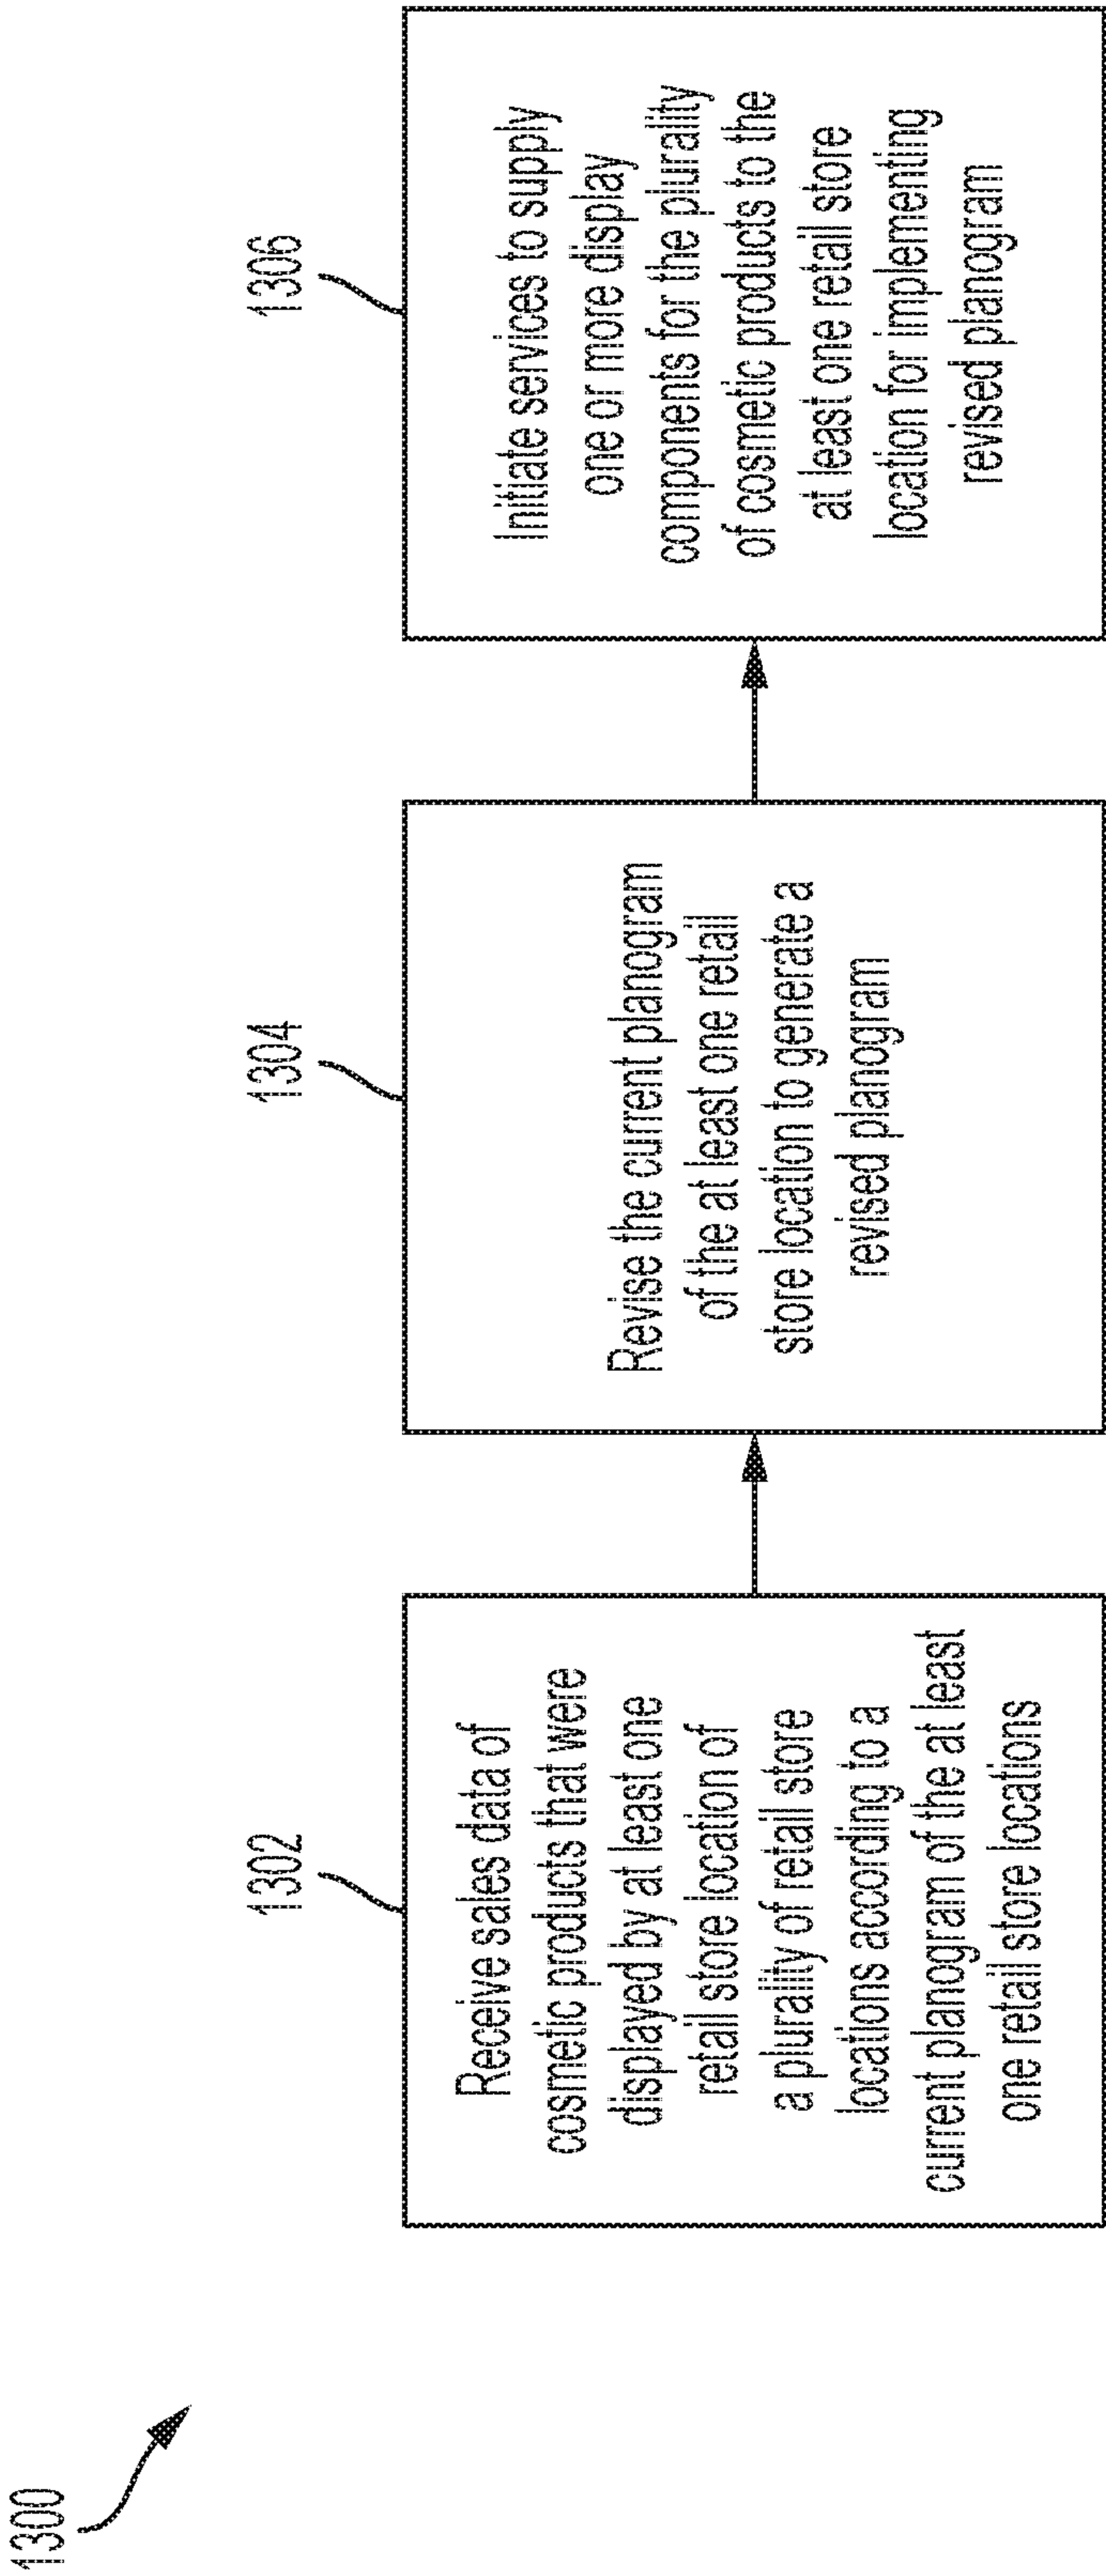 1300
1302
Receive sales data of
cosmetic products that were
displayed by at least one
retail store location of
a plurality of retail store
locations according to a
current planogram of the at least
one retail store locations
1304
Revise the current planogram
of the at least one retail
store location to generate a
revised planogram
1306
Initiate services to supply
one or more display
components for the plurality
of cosmetic products to the
at least one retail store
location for implementing
revised planogram